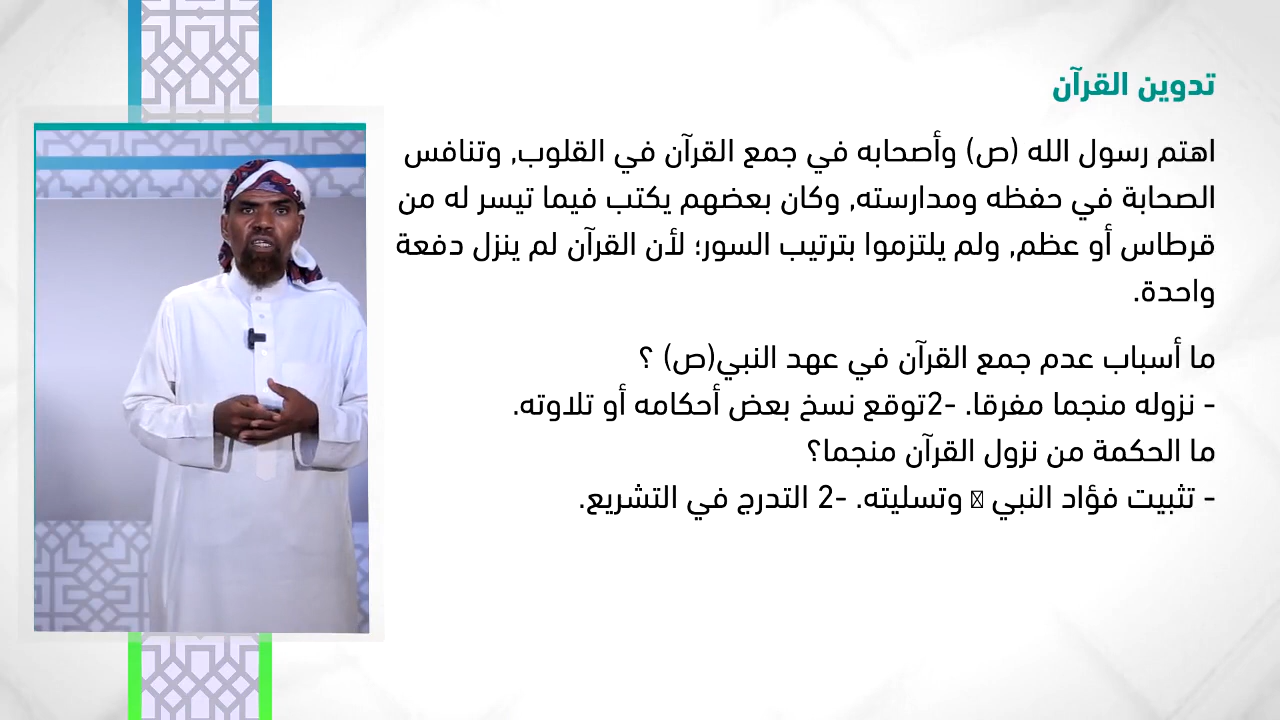 تدوين القرآن
اهتم رسول الله (ص) وأصحابه في جمع القرآن في القلوب, وتنافس
الصحابة في حفظه ومدارسته, وكان بعضهم يكتب فيما تيسر له من
قرطاس أو عظم, ولم يلتزموا بترتيب السور؛ لأن القرآن لم ينزل دفعة
واحدة.
ما أسباب عدم جمع القرآن في عهد النبي(ص) ؟
- نزوله منجما مفرقا. -2توقع نسخ بعض أحكامه أو تلاوته.
ما الحكمة من نزول القرآن منجما؟
- تثبيت فؤاد النبي وتسليته. -2 التدرج في التشريع.